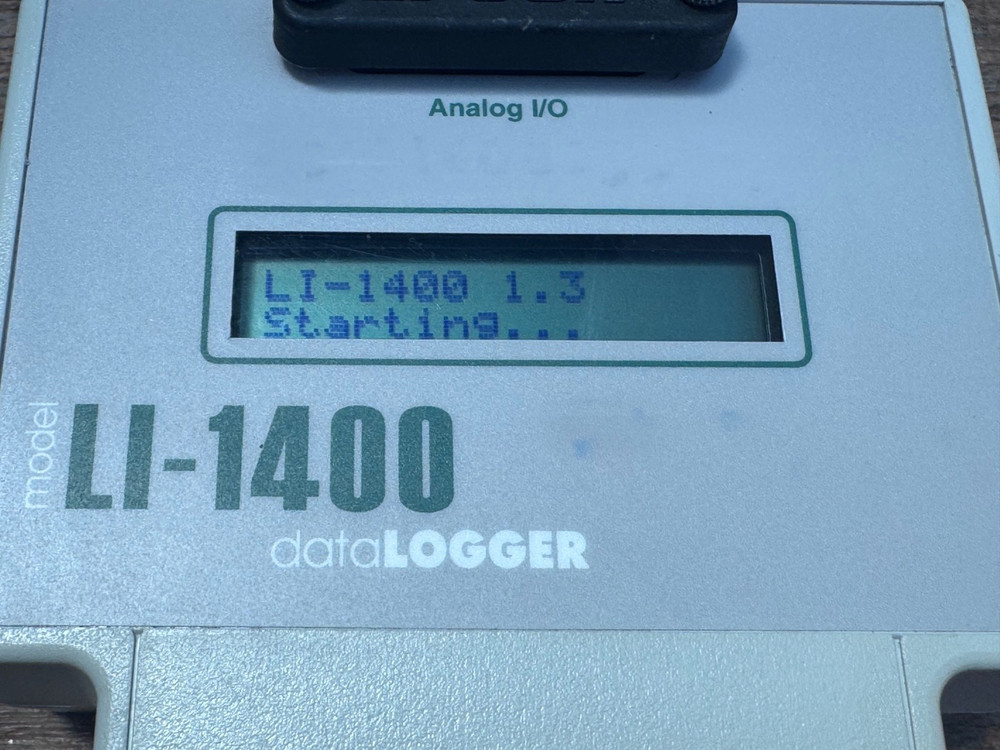 Analog I/O
LI-1400 1.3
Starting...
model LI-1400
dataLOGGER